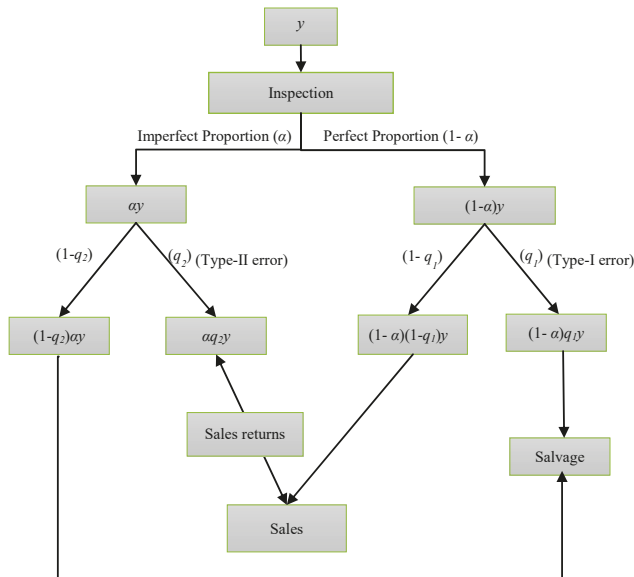 y
Inspection
Imperfect Proportion (α)
Perfect Proportion (1- α)
αy
(1-α)y
(1-q₂)
(q₂) (Type-II error)
(1- q₁)
(q₁) (Type-I error)
(1-q₂)αy
αq₂y
(1- α)(1-q₁)y
(1- α)q₁y
Sales returns
Salvage
Sales